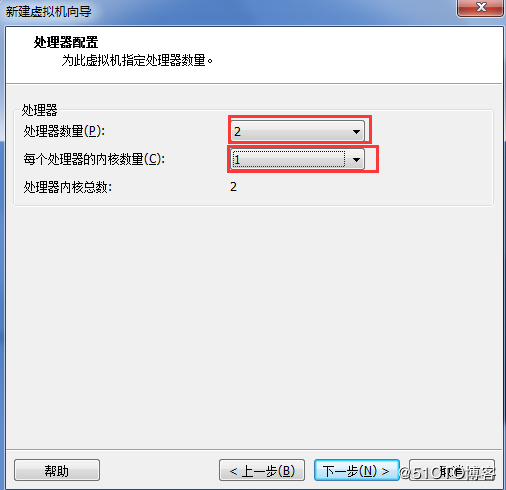 新建虚拟机向导
处理器配置
为此虚拟机指定处理器数量。
处理器
处理器数量(P):
2
每个处理器的内核数量(C):
1
处理器内核总数:
2
帮助
< 上一步(B)
下一步(N) >
取消
@51CTO博客